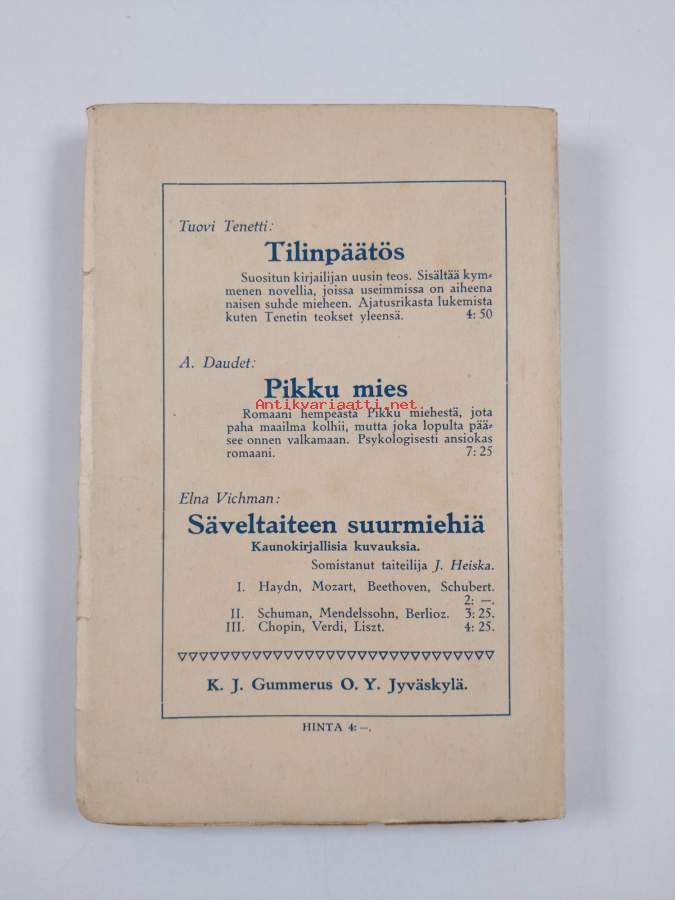 Tuovi Tenetti:
Tilinpäätös
Suositun kirjailijan uusin teos. Sisältää kym-
menen novellia, joissa useimmissa on aiheena
naisen suhde mieheen. Ajatusrikasta lukemista
kuten Tenetin teokset yleensä. 4: 50
A. Daudet:
Pikku mies
Antikvariaatti.net
Romaani hempeästä Pikku miehestä, jota
paha maailma kolhii, mutta joka lopulta pää-
see onnen valkamaan. Psykologisesti ansiokas
romaani. 7: 25
Elna Vichman:
Säveltaiteen suurmiehiä
Kaunokirjallisia kuvauksia.
Somistanut taiteilija J. Heiska.
I. Haydn, Mozart, Beethoven, Schubert.
2: —.
II. Schuman, Mendelssohn, Berlioz. 3: 25.
III. Chopin, Verdi, Liszt. 4: 25.
K. J. Gummerus O. Y. Jyväskylä.
HINTA 4: —.